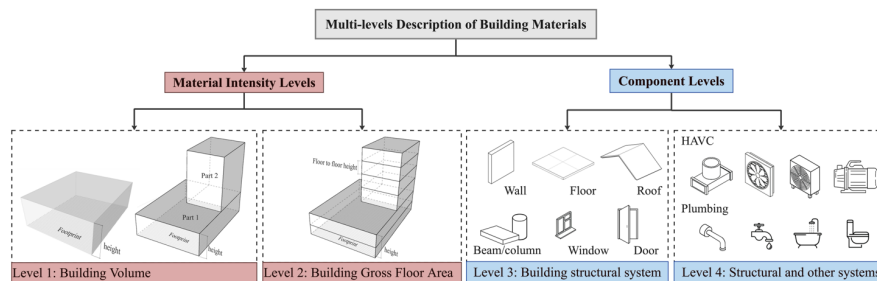 Multi-levels Description of Building Materials
Material Intensity Levels
Component Levels
Footprint
height
Part 2
Part 1
Footprint
height
Level 1: Building Volume
Floor to floor height
Footprint
height
Level 2: Building Gross Floor Area
Wall
Floor
Roof
Beam/column
Window
Door
Level 3: Building structural system
HAVC
Plumbing
Level 4: Structural and other systems